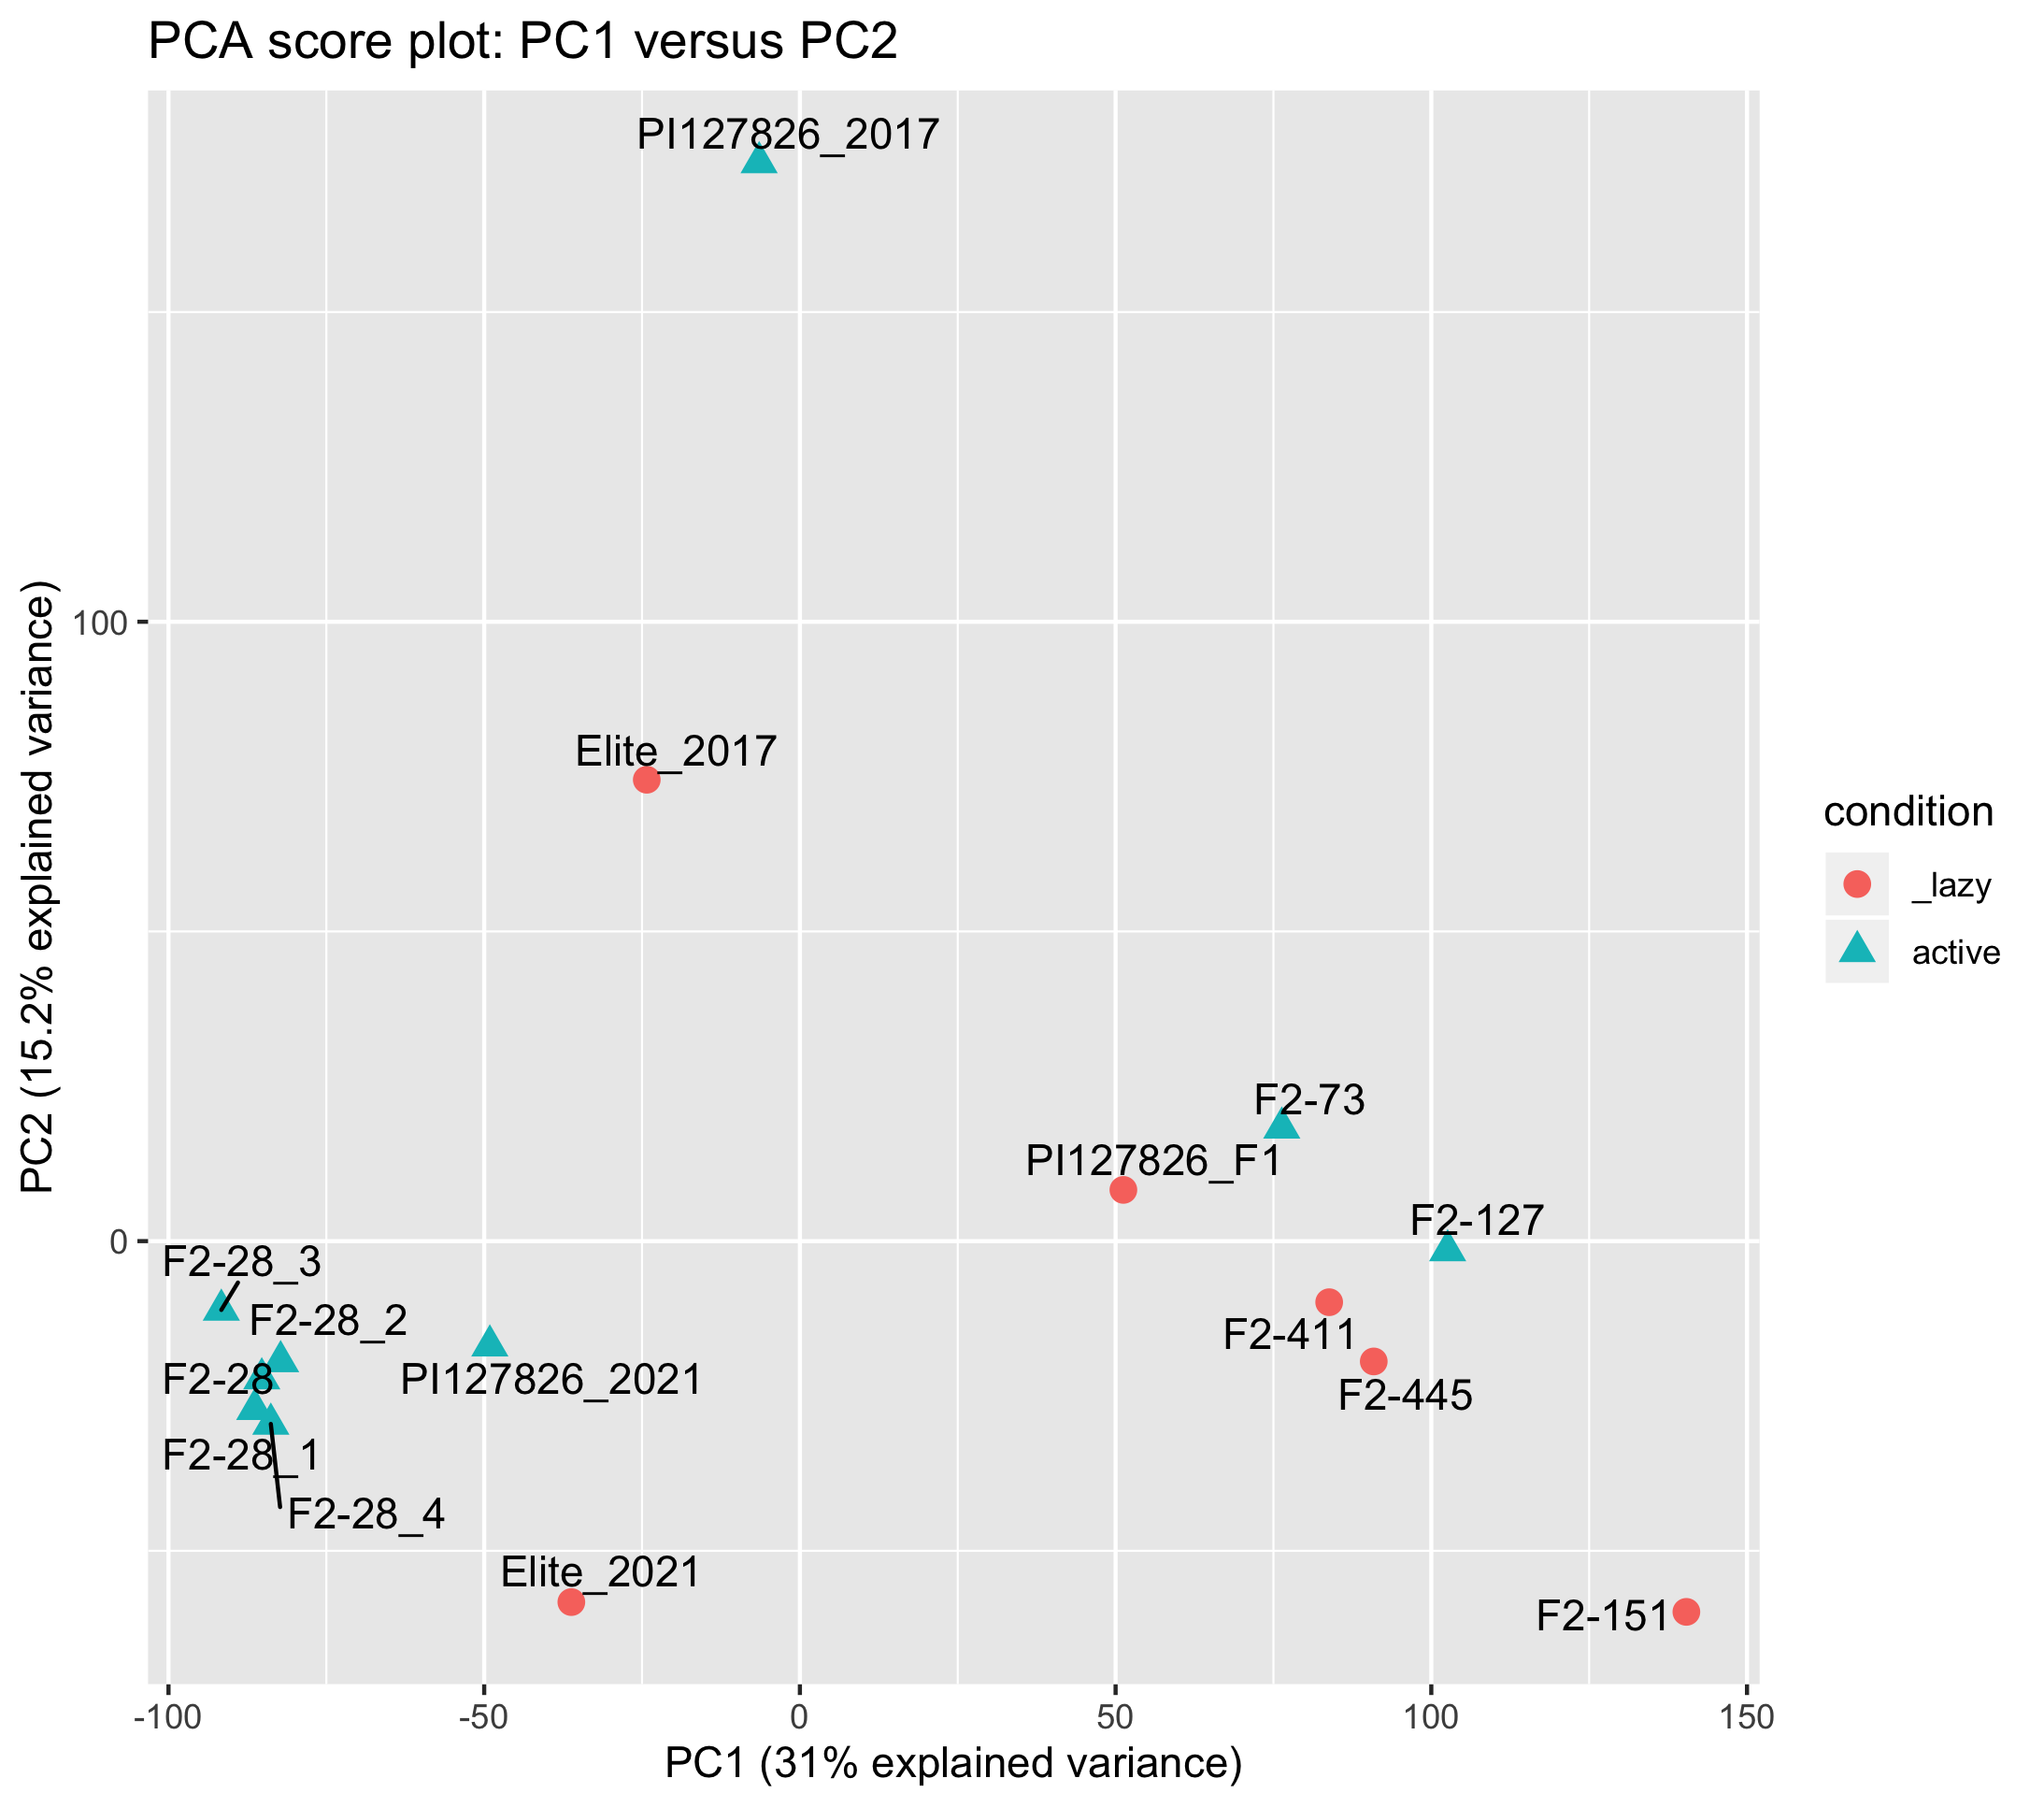 PCA score plot: PC1 versus PC2
PI127826_2017
100
Elite_2017
PC2 (15.2% explained variance)
condition
_lazy
active
F2-73
PI127826_F1
F2-127
0
F2-28_3
F2-28_2
F2-411
F2-28
PI127826_2021
F2-445
F2-28_1
F2-28_4
Elite_2021
F2-151
-100
-50
0
50
100
150
PC1 (31% explained variance)